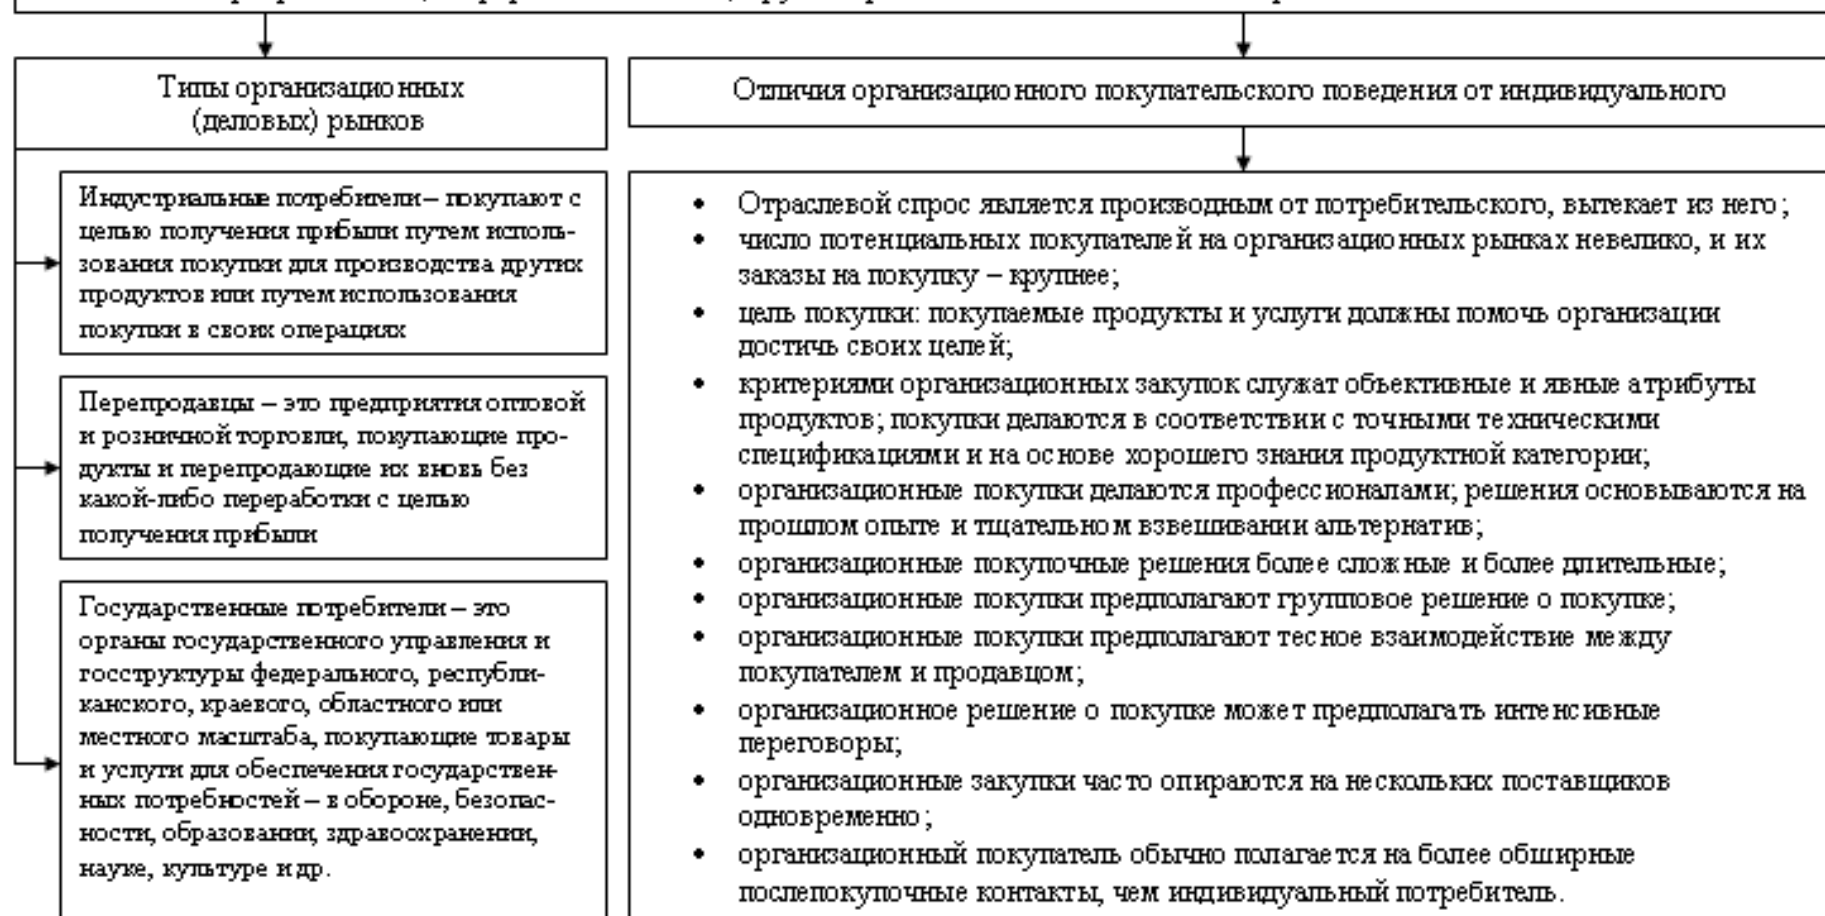 Типы организационных
(деловых) рынков
Индустриальные потребители – покупают с
целью получения прибыли путем исполь-
зования покупки для производства других
продуктов или путем использования
покупки в своих операциях
Перепродавцы – это предприятия оптовой
и розничной торговли, покупающие про-
дукты и перепродающие их вновь без
какой-либо переработки с целью
получения прибыли
Государственные потребители – это
органы государственного управления и
госструктуры федерального, республи-
канского, краевого, областного или
местного масштаба, покупающие товары
и услуги для обеспечения государствен-
ных потребностей – в обороне, безопас-
ности, образовании, здравоохранении,
науке, культуре и др.
Отличия организационного покупательского поведения от индивидуального
• Отраслевой спрос является производным от потребительского, вытекает из него;
• число потенциальных покупателей на организационных рынках невелико, и их
заказы на покупку – крупнее;
• цель покупки: покупаемые продукты и услуги должны помочь организации
достичь своих целей;
• критериями организационных закупок служат объективные и явные атрибуты
продуктов; покупки делаются в соответствии с точными техническими
спецификациями и на основе хорошего знания продуктной категории;
• организационные покупки делаются профессионалами; решения основываются на
прошлом опыте и тщательном взвешивании альтернатив;
• организационные покупочные решения более сложные и более длительные;
• организационные покупки предполагают групповое решение о покупке;
• организационные покупки предполагают тесное взаимодействие между
покупателем и продавцом;
• организационное решение о покупке может предполагать интенсивные
переговоры;
• организационные закупки часто опираются на нескольких поставщиков
одновременно;
• организационный покупатель обычно полагается на более обширные
послепокупочные контакты, чем индивидуальный потребитель.